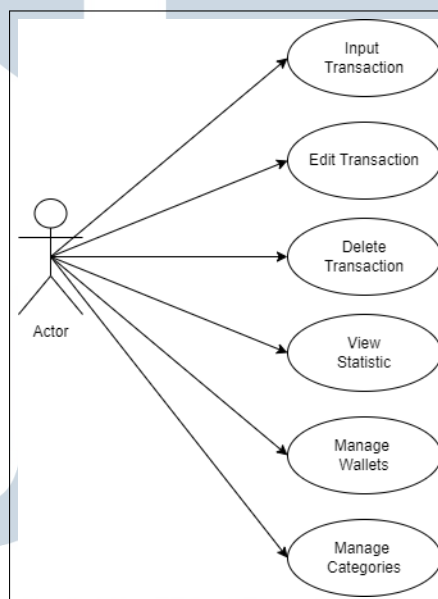 Input
Transaction
Edit Transaction
Delete
Transaction
View
Statistic
Actor
Manage
Wallets
Manage
Categories